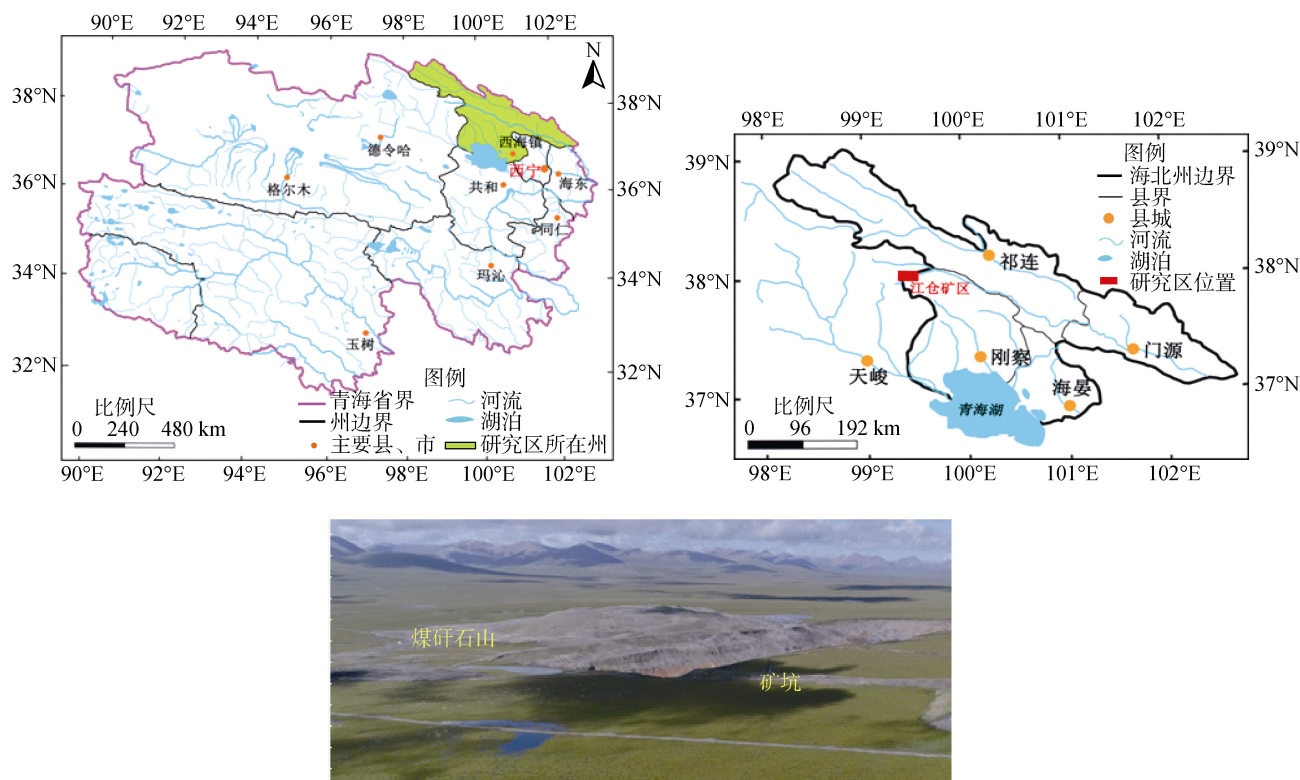 90°E 92°E 94°E 96°E 98°E 100°E 102°E
N
38°N 38°N
德令哈
西海镇
西宁
格尔木 共和 海东
36°N 36°N
同仁
玛沁
34°N 34°N
玉树
32°N 32°N
图例
青海省界 河流
州边界 湖泊
主要县、市 研究区所在州
比例尺
0 240 480 km
90°E 92°E 94°E 96°E 98°E 100°E 102°E
98°E 99°E 100°E 101°E 102°E
39°N 39°N
图例
海北州边界
县界
县城
河流
湖泊
研究区位置
祁连
38°N 38°N
江仓矿区
刚察 门源
天峻
海晏
37°N 37°N
青海湖
比例尺
0 96 192 km
98°E 99°E 100°E 101°E 102°E
煤矸石山
矿坑